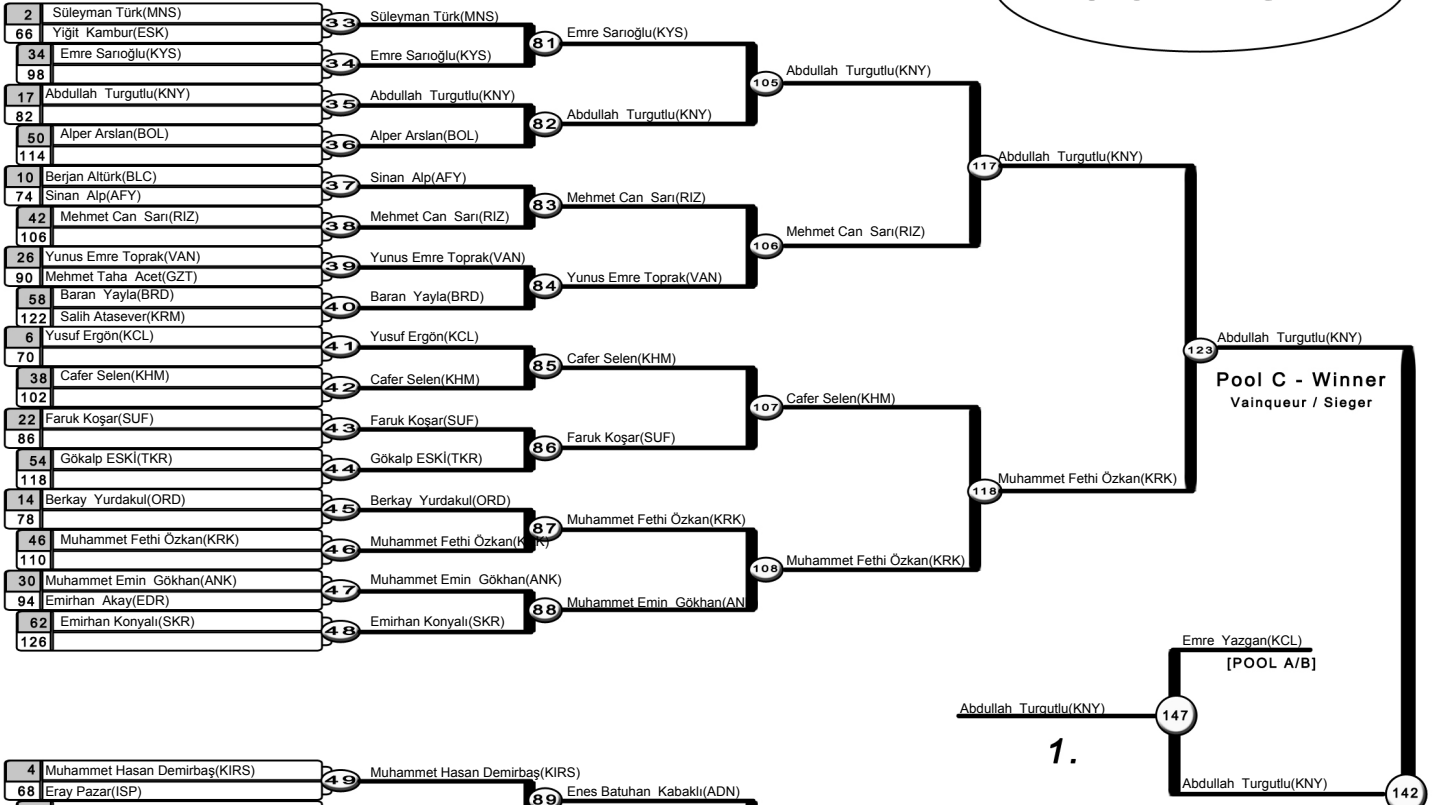 2 Süleyman Türk(MNS)
66 Yiğit Kambur(ESK)
34 Emre Sarıoğlu(KYS)
98
17 Abdullah Turgutlu(KNY)
82
50 Alper Arslan(BOL)
114
10 Berjan Altürk(BLC)
74 Sinan Alp(AFY)
42 Mehmet Can Sarı(RIZ)
106
26 Yunus Emre Toprak(VAN)
90 Mehmet Taha Acet(GZT)
58 Baran Yayla(BRD)
122 Salih Atasever(KRM)
6 Yusuf Ergön(KCL)
70
38 Cafer Selen(KHM)
102
22 Faruk Koşar(SUF)
86
54 Gökalp ESKİ(TKR)
118
14 Berkay Yurdakul(ORD)
78
46 Muhammet Fethi Özkan(KRK)
110
30 Muhammet Emin Gökhan(ANK)
94 Emirhan Akay(EDR)
62 Emirhan Konyalı(SKR)
126
33 Süleyman Türk(MNS)
34 Emre Sarıoğlu(KYS)
35 Abdullah Turgutlu(KNY)
36 Alper Arslan(BOL)
37 Sinan Alp(AFY)
38 Mehmet Can Sarı(RIZ)
39 Yunus Emre Toprak(VAN)
40 Baran Yayla(BRD)
41 Yusuf Ergön(KCL)
42 Cafer Selen(KHM)
43 Faruk Koşar(SUF)
44 Gökalp ESKİ(TKR)
45 Berkay Yurdakul(ORD)
46 Muhammet Fethi Özkan(KRK)
47 Muhammet Emin Gökhan(ANK)
48 Emirhan Konyalı(SKR)
81 Emre Sarıoğlu(KYS)
82 Abdullah Turgutlu(KNY)
83 Mehmet Can Sarı(RIZ)
84 Yunus Emre Toprak(VAN)
85 Cafer Selen(KHM)
86 Faruk Koşar(SUF)
87 Muhammet Fethi Özkan(KRK)
88 Muhammet Emin Gökhan(AN
105 Abdullah Turgutlu(KNY)
106 Mehmet Can Sarı(RIZ)
107 Cafer Selen(KHM)
108 Muhammet Fethi Özkan(KRK)
117 Abdullah Turgutlu(KNY)
118 Muhammet Fethi Özkan(KRK)
123 Abdullah Turgutlu(KNY)
Pool C - Winner
Vainqueur / Sieger
Emre Yazgan(KCL)
[POOL A/B]
Abdullah Turgutlu(KNY) 147
1.
Abdullah Turgutlu(KNY) 142
4 Muhammet Hasan Demirbaş(KIRS)
68 Eray Pazar(ISP)
49 Muhammet Hasan Demirbaş(KIRS)
89 Enes Batuhan Kabaklı(ADN)